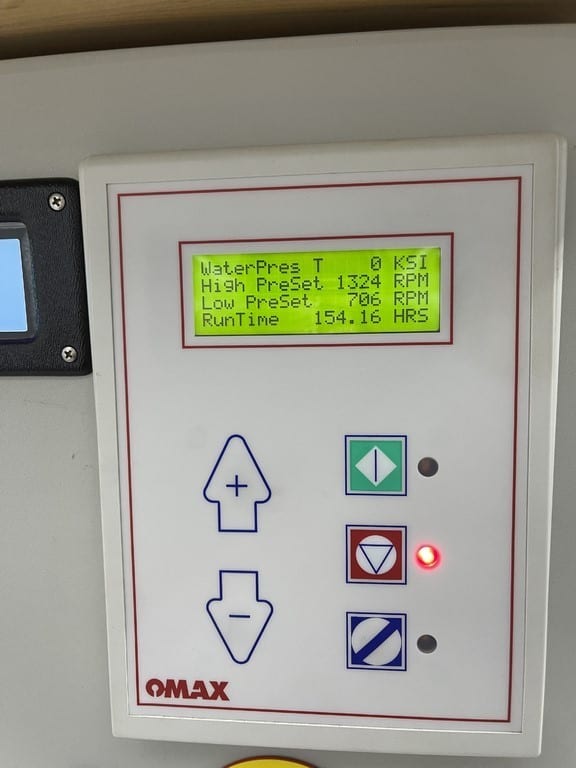 WaterPres T 0 KSI
High PreSet 1324 RPM
Low PreSet 706 RPM
RunTime 154.16 HRS
+
-
OMAX